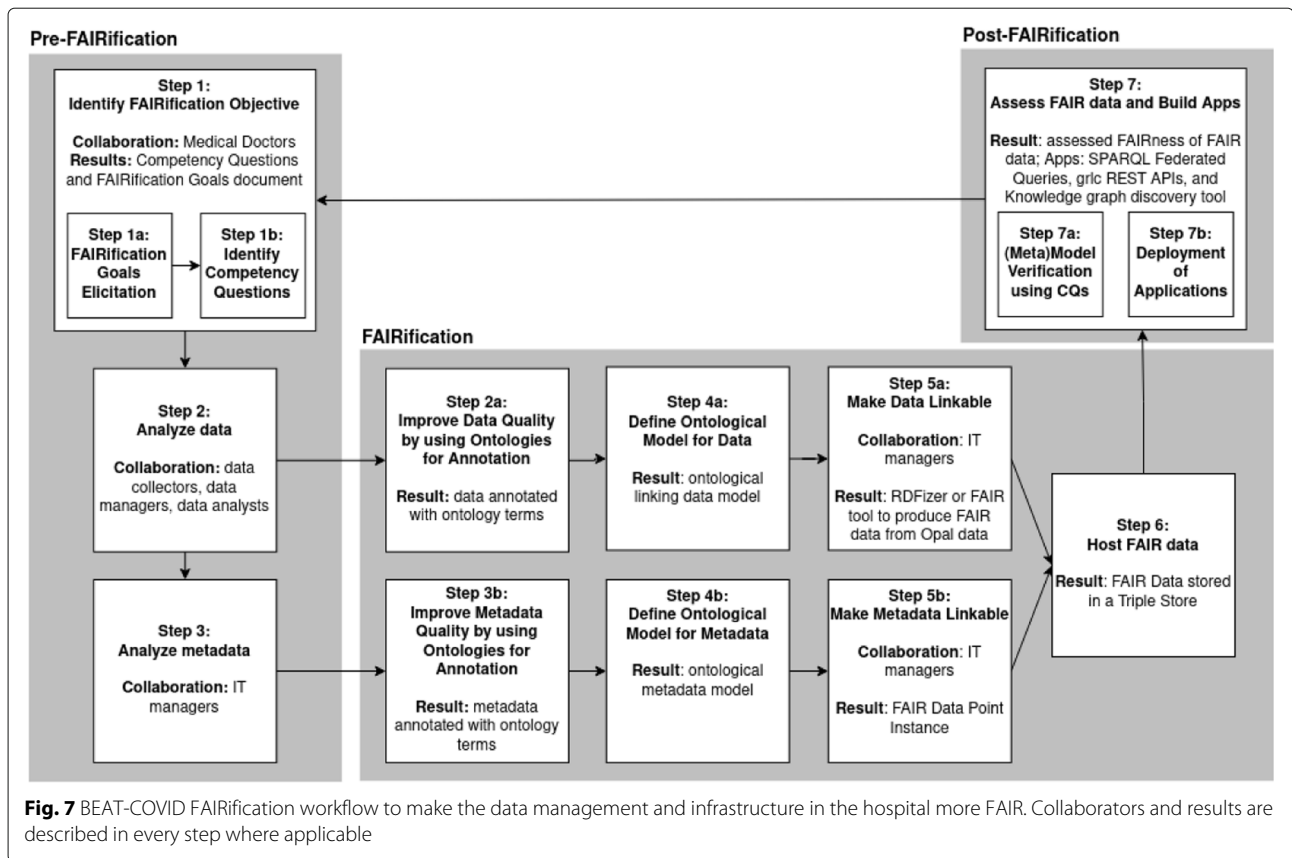 Pre-FAIRification
Step 1:
Identify FAIRification Objective
Collaboration: Medical Doctors
Results: Competency Questions
and FAIRification Goals document
Step 1a:
FAIRification
Goals
Elicitation
Step 1b:
Identify
Competency
Questions
Step 2:
Analyze data
Collaboration: data
collectors, data
managers, data analysts
Step 3:
Analyze metadata
Collaboration: IT
managers
FAIRification
Step 2a:
Improve Data Quality
by using Ontologies
for Annotation
Result: data annotated
with ontology terms
Step 4a:
Define Ontological
Model for Data
Result: ontological
linking data model
Step 5a:
Make Data Linkable
Collaboration: IT
managers
Result: RDFizer or FAIR
tool to produce FAIR
data from Opal data
Step 3b:
Improve Metadata
Quality by using
Ontologies for
Annotation
Result: metadata
annotated with ontology
terms
Step 4b:
Define Ontological
Model for Metadata
Result: ontological
metadata model
Step 5b:
Make Metadata Linkable
Collaboration: IT
managers
Result: FAIR Data Point
Instance
Step 6:
Host FAIR data
Result: FAIR Data stored
in a Triple Store
Post-FAIRification
Step 7:
Assess FAIR data and Build Apps
Result: assessed FAIRness of FAIR
data; Apps: SPARQL Federated
Queries, grlc REST APIs, and
Knowledge graph discovery tool
Step 7a:
(Meta)Model
Verification
using CQs
Step 7b:
Deployment
of
Applications
Fig. 7 BEAT-COVID FAIRification workflow to make the data management and infrastructure in the hospital more FAIR. Collaborators and results are
described in every step where applicable